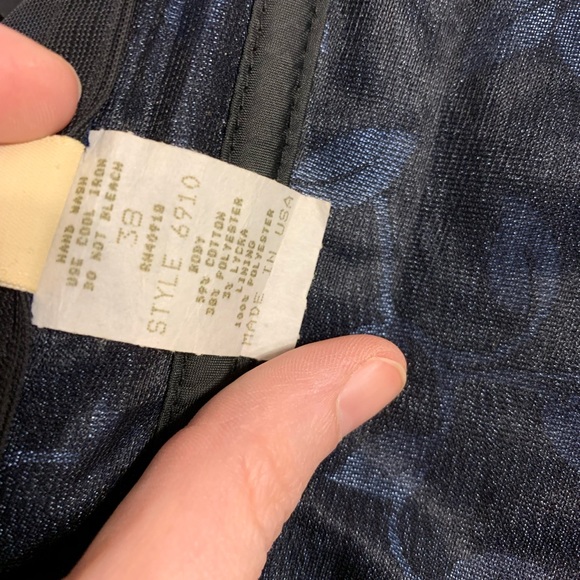 HAND WASH
USE COOL IRON
DO NOT BLEACH
3B
RN40918
STYLE 6910
BODY
59% COTTON
38% POLYESTER
3% LYCRA
LINING
100% POLYESTER
MADE IN USA